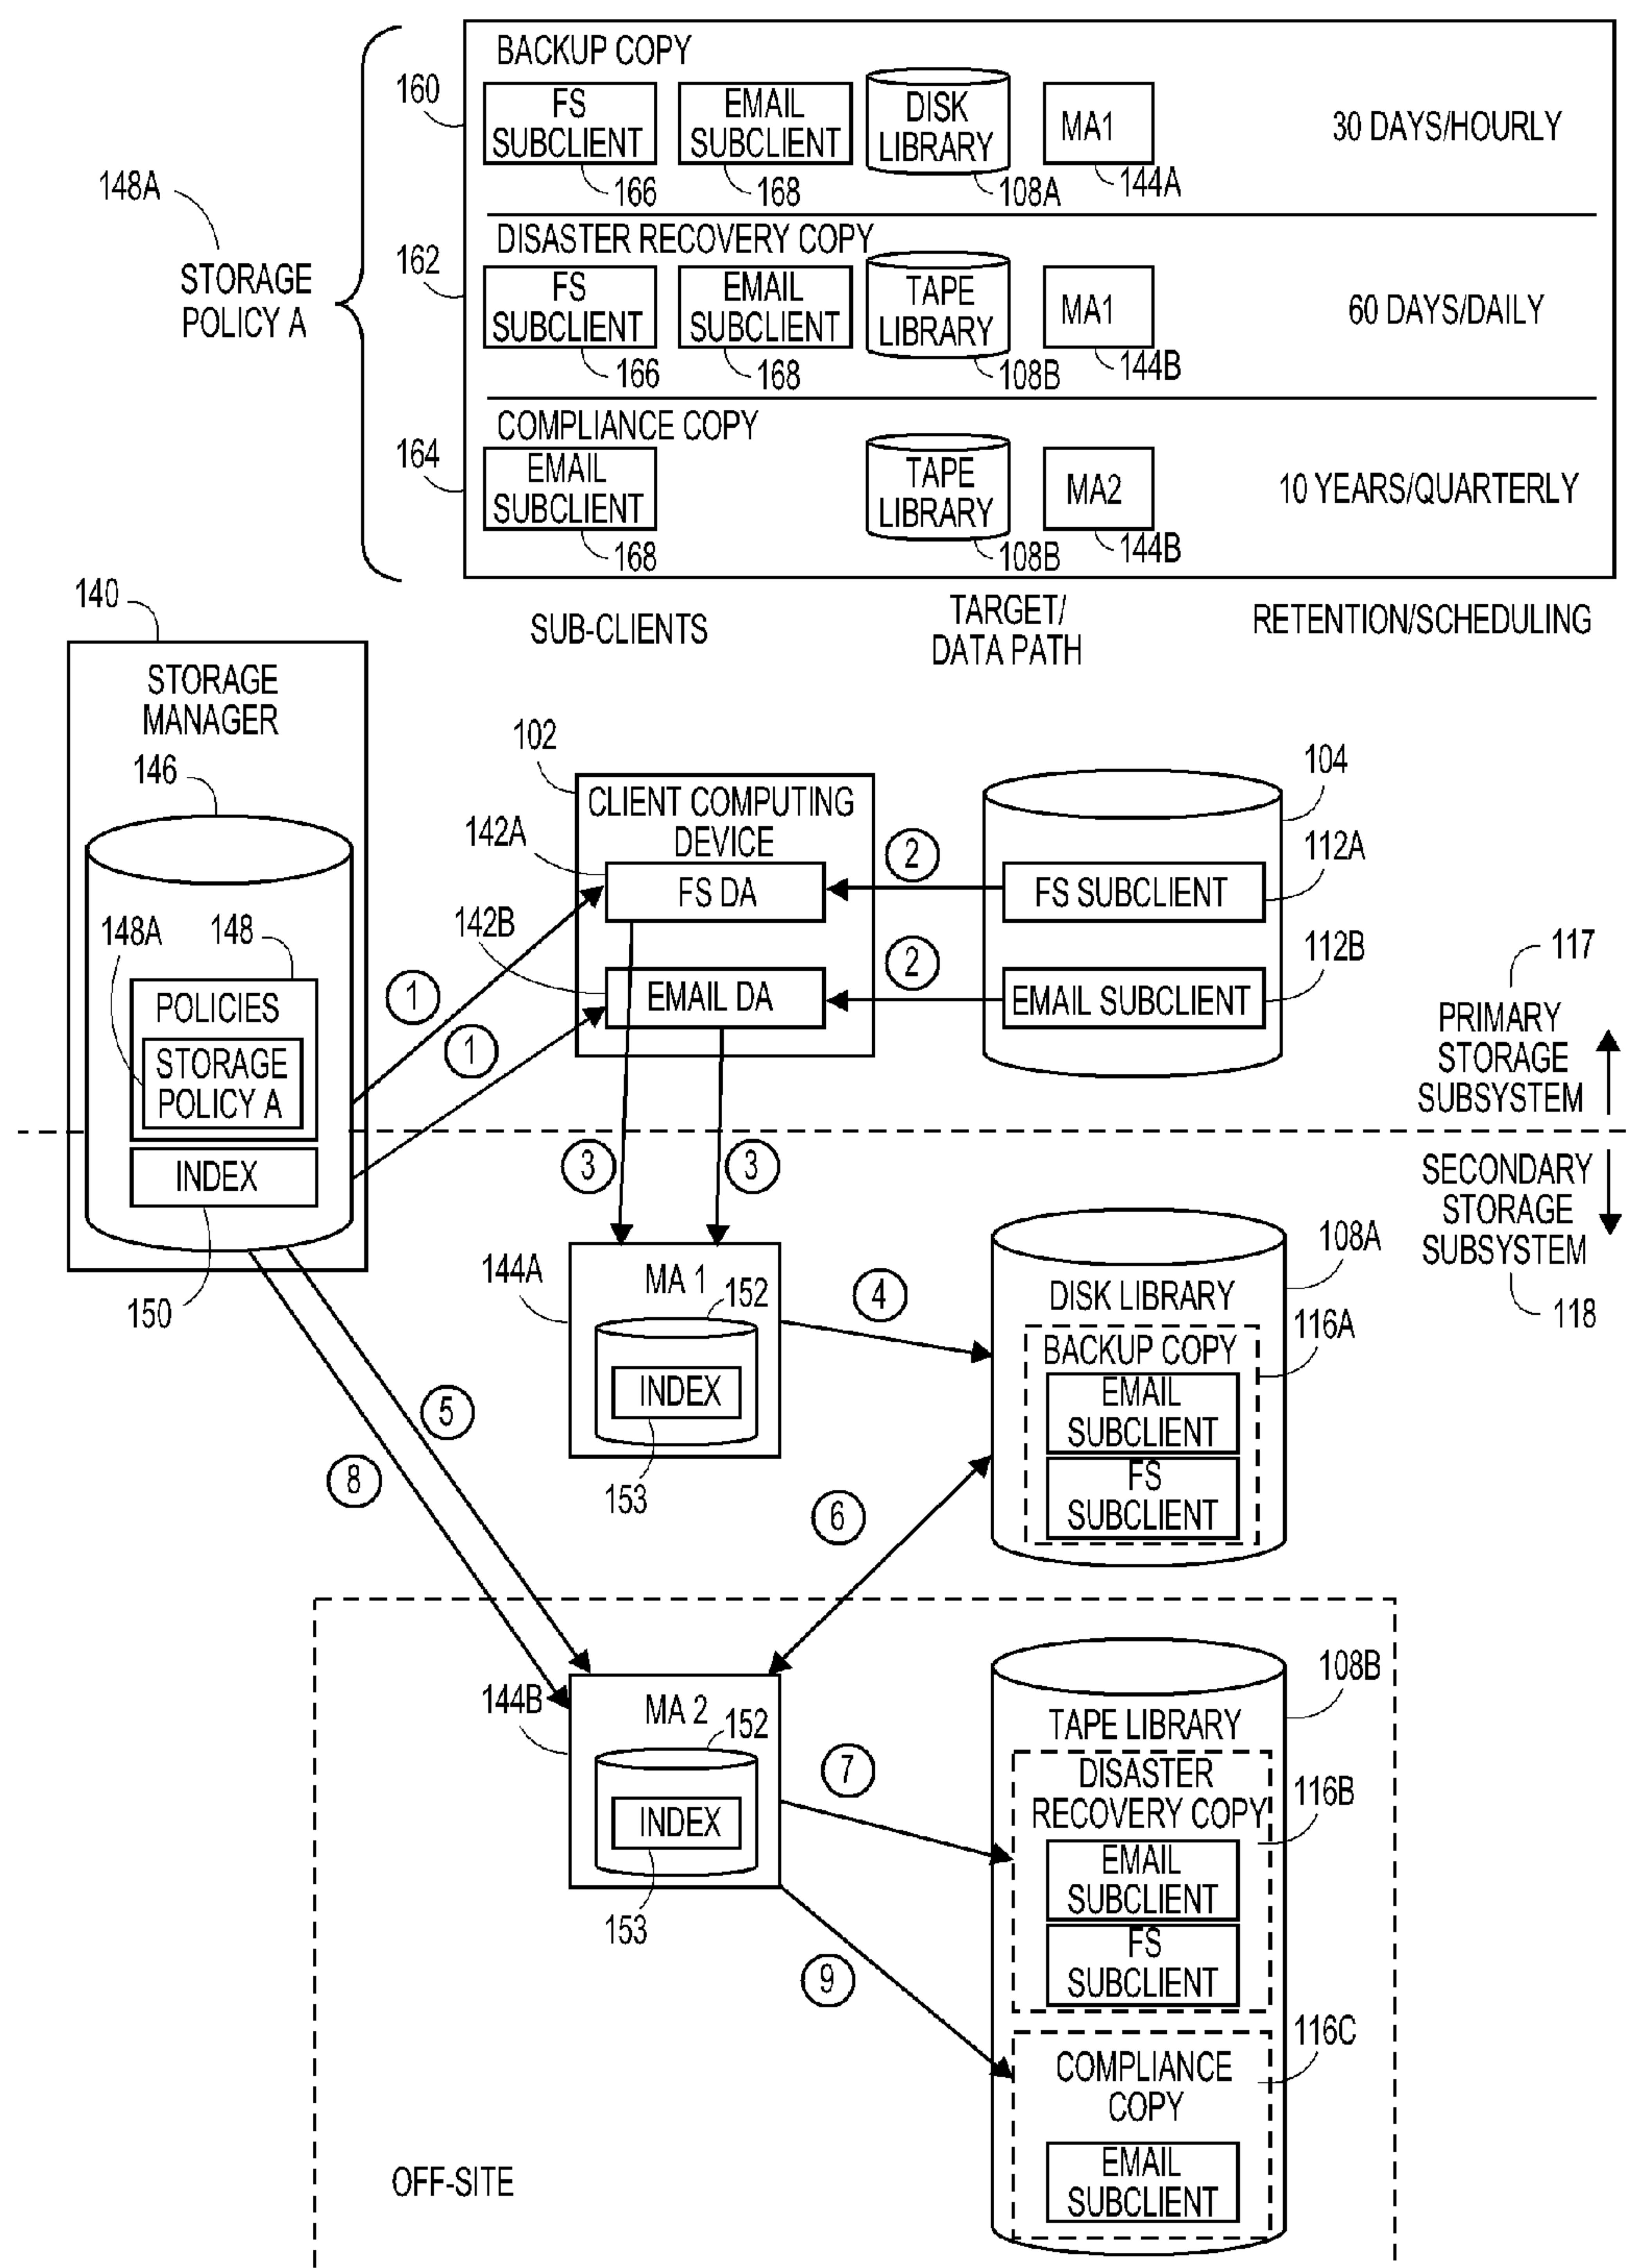 BACKUP COPY
160
FS
SUBCLIENT
166
EMAIL
SUBCLIENT
168
DISK
LIBRARY
108A
MA1
144A
30 DAYS/HOURLY
148A
STORAGE
POLICY A
DISASTER RECOVERY COPY
162
FS
SUBCLIENT
166
EMAIL
SUBCLIENT
168
TAPE
LIBRARY
108B
MA1
144B
60 DAYS/DAILY
COMPLIANCE COPY
164
EMAIL
SUBCLIENT
168
TAPE
LIBRARY
108B
MA2
144B
10 YEARS/QUARTERLY
SUB-CLIENTS
TARGET/
DATA PATH
RETENTION/SCHEDULING
140
STORAGE
MANAGER
146
148A
148
POLICIES
STORAGE
POLICY A
INDEX
150
102
CLIENT COMPUTING
DEVICE
142A
FS DA
142B
EMAIL DA
1
1
2
2
104
FS SUBCLIENT
112A
EMAIL SUBCLIENT
112B
117
PRIMARY
STORAGE
SUBSYSTEM
SECONDARY
STORAGE
SUBSYSTEM
118
3
3
144A
MA 1
152
INDEX
153
4
108A
DISK LIBRARY
116A
BACKUP COPY
EMAIL
SUBCLIENT
FS
SUBCLIENT
5
8
6
144B
MA 2
152
INDEX
153
7
9
108B
TAPE LIBRARY
DISASTER
RECOVERY COPY
116B
EMAIL
SUBCLIENT
FS
SUBCLIENT
116C
COMPLIANCE
COPY
EMAIL
SUBCLIENT
OFF-SITE